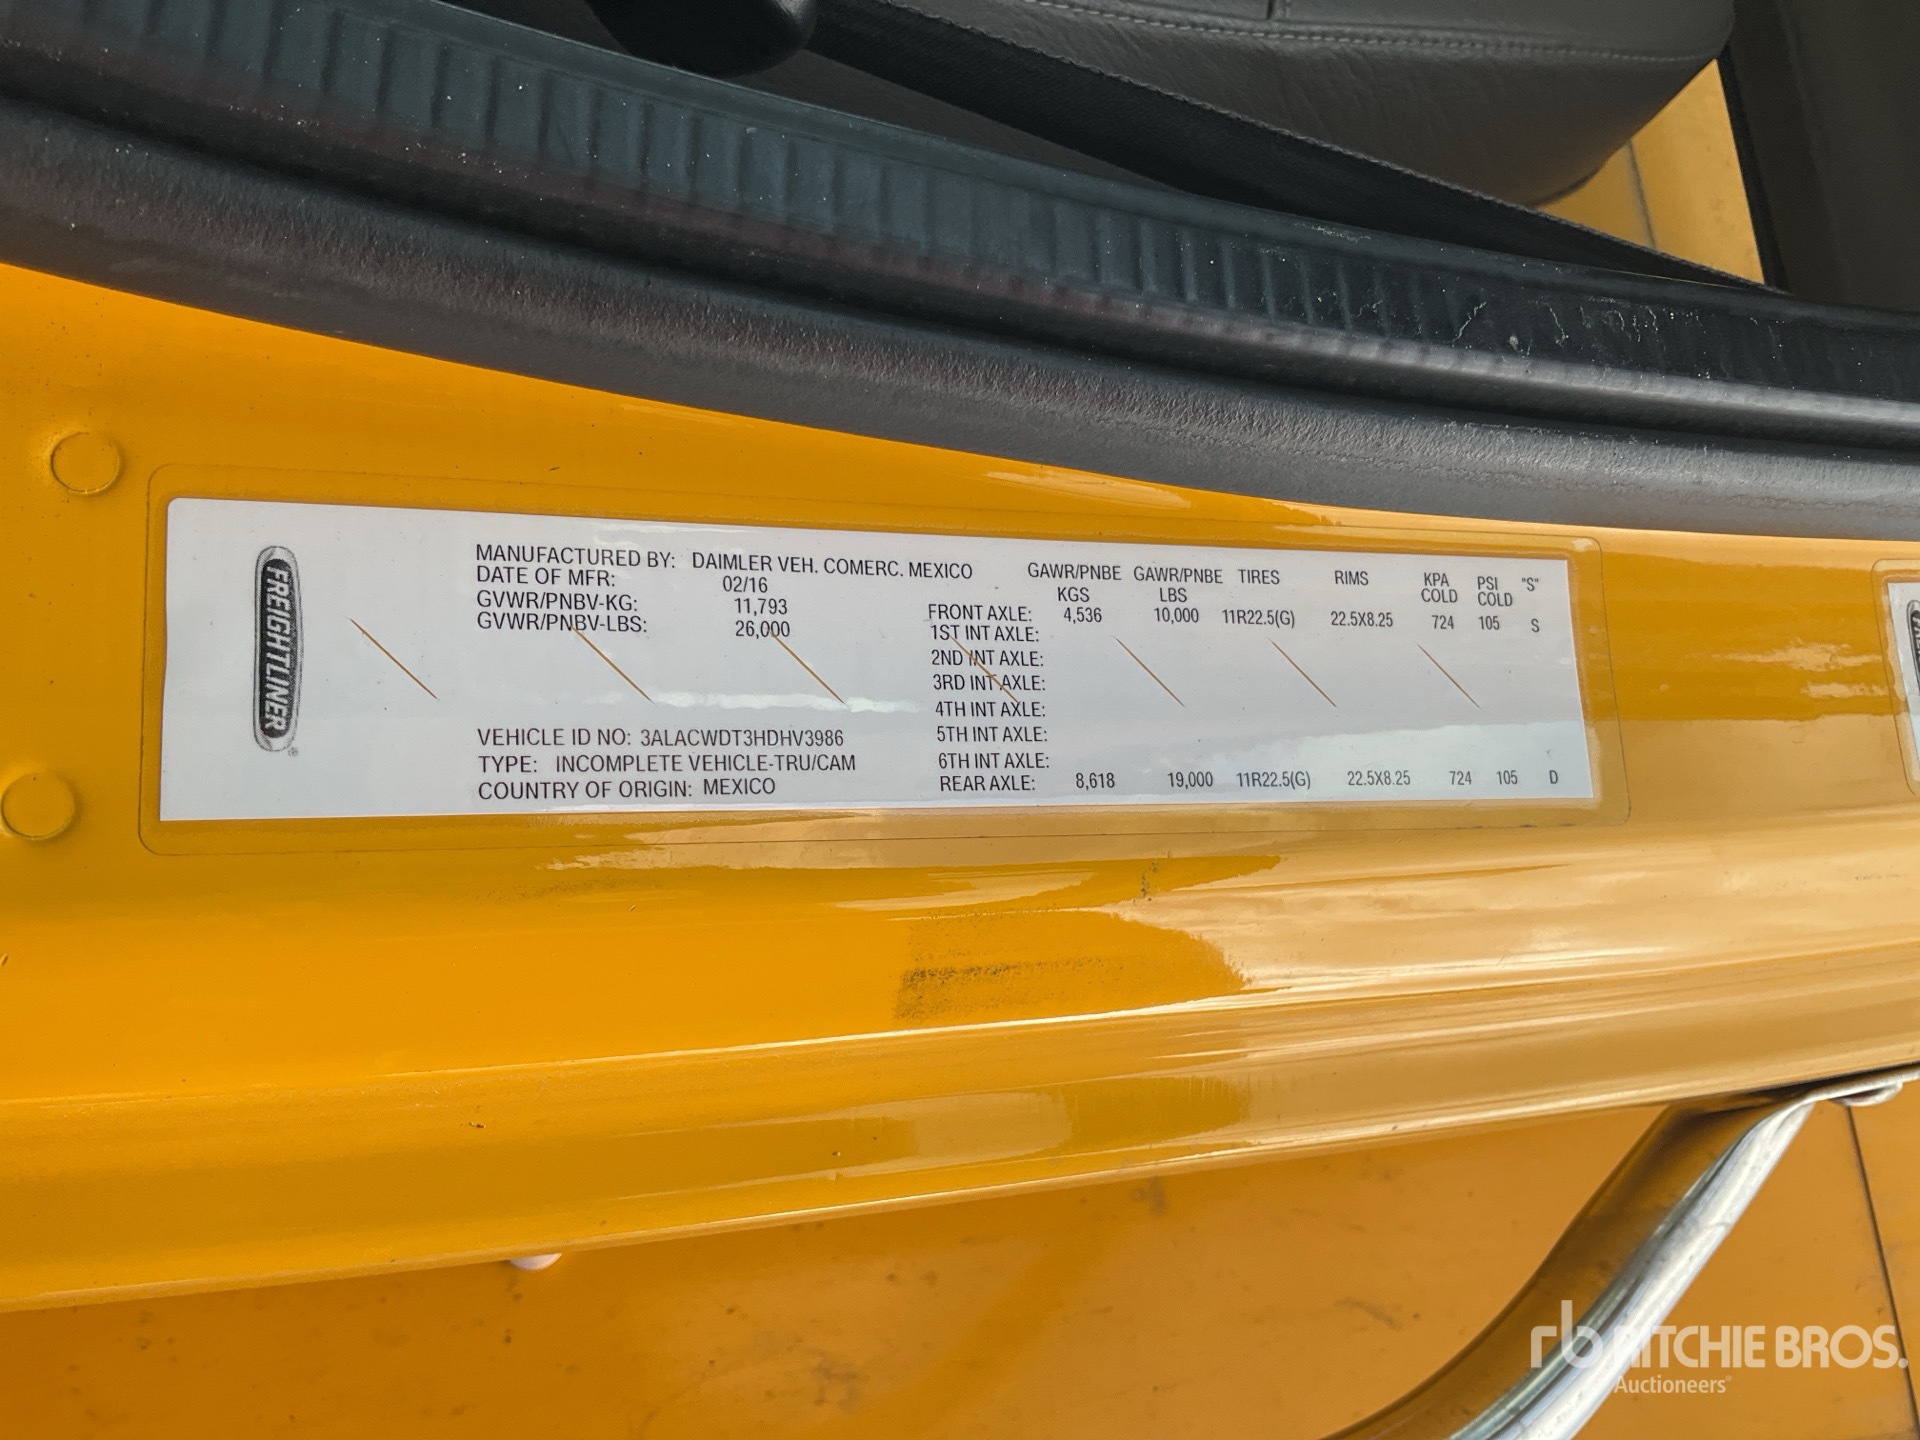 FREIGHTLINER®
MANUFACTURED BY: DAIMLER VEH. COMERC. MEXICO
DATE OF MFR: 02/16
GVWR/PNBV-KG: 11,793
GVWR/PNBV-LBS: 26,000
VEHICLE ID NO: 3ALACWDT3HDHV3986
TYPE: INCOMPLETE VEHICLE-TRU/CAM
COUNTRY OF ORIGIN: MEXICO
GAWR/PNBE GAWR/PNBE TIRES RIMS KPA PSI "S"
KGS LBS COLD COLD
FRONT AXLE: 4,536 10,000 11R22.5(G) 22.5X8.25 724 105 S
1ST INT AXLE:
2ND INT AXLE:
3RD INT AXLE:
4TH INT AXLE:
5TH INT AXLE:
6TH INT AXLE:
REAR AXLE: 8,618 19,000 11R22.5(G) 22.5X8.25 724 105 D
rb RITCHIE BROS.
Auctioneers®